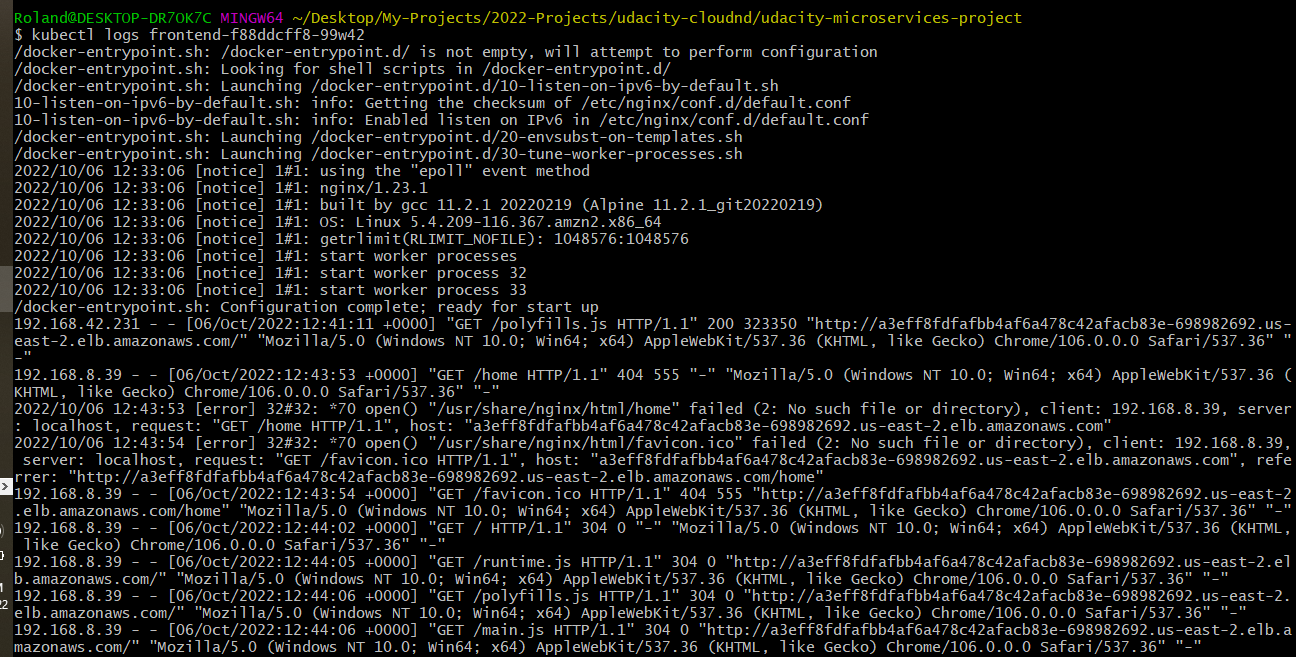 Roland@DESKTOP-DR7OK7C MINGW64 ~/Desktop/My-Projects/2022-Projects/udacity-cloudnd/udacity-microservices-project
$ kubectl logs frontend-f88ddcff8-99w42
/docker-entrypoint.sh: /docker-entrypoint.d/ is not empty, will attempt to perform configuration
/docker-entrypoint.sh: Looking for shell scripts in /docker-entrypoint.d/
/docker-entrypoint.sh: Launching /docker-entrypoint.d/10-listen-on-ipv6-by-default.sh
10-listen-on-ipv6-by-default.sh: info: Getting the checksum of /etc/nginx/conf.d/default.conf
10-listen-on-ipv6-by-default.sh: info: Enabled listen on IPv6 in /etc/nginx/conf.d/default.conf
/docker-entrypoint.sh: Launching /docker-entrypoint.d/20-envsubst-on-templates.sh
/docker-entrypoint.sh: Launching /docker-entrypoint.d/30-tune-worker-processes.sh
2022/10/06 12:33:06 [notice] 1#1: using the "epoll" event method
2022/10/06 12:33:06 [notice] 1#1: nginx/1.23.1
2022/10/06 12:33:06 [notice] 1#1: built by gcc 11.2.1 20220219 (Alpine 11.2.1_git20220219)
2022/10/06 12:33:06 [notice] 1#1: OS: Linux 5.4.209-116.367.amzn2.x86_64
2022/10/06 12:33:06 [notice] 1#1: getrlimit(RLIMIT_NOFILE): 1048576:1048576
2022/10/06 12:33:06 [notice] 1#1: start worker processes
2022/10/06 12:33:06 [notice] 1#1: start worker process 32
2022/10/06 12:33:06 [notice] 1#1: start worker process 33
/docker-entrypoint.sh: Configuration complete; ready for start up
192.168.42.231 - - [06/Oct/2022:12:41:11 +0000] "GET /polyfills.js HTTP/1.1" 200 323350 "http://a3eff8fdfafbb4af6a478c42afacb83e-698982692.us-
east-2.elb.amazonaws.com/" "Mozilla/5.0 (Windows NT 10.0; Win64; x64) AppleWebKit/537.36 (KHTML, like Gecko) Chrome/106.0.0.0 Safari/537.36" "
-"
192.168.8.39 - - [06/Oct/2022:12:43:53 +0000] "GET /home HTTP/1.1" 404 555 "-" "Mozilla/5.0 (Windows NT 10.0; Win64; x64) AppleWebKit/537.36 (
KHTML, like Gecko) Chrome/106.0.0.0 Safari/537.36" "-"
2022/10/06 12:43:53 [error] 32#32: *70 open() "/usr/share/nginx/html/home" failed (2: No such file or directory), client: 192.168.8.39, server
: localhost, request: "GET /home HTTP/1.1", host: "a3eff8fdfafbb4af6a478c42afacb83e-698982692.us-east-2.elb.amazonaws.com"
2022/10/06 12:43:54 [error] 32#32: *70 open() "/usr/share/nginx/html/favicon.ico" failed (2: No such file or directory), client: 192.168.8.39,
 server: localhost, request: "GET /favicon.ico HTTP/1.1", host: "a3eff8fdfafbb4af6a478c42afacb83e-698982692.us-east-2.elb.amazonaws.com", refe
rrer: "http://a3eff8fdfafbb4af6a478c42afacb83e-698982692.us-east-2.elb.amazonaws.com/home"
192.168.8.39 - - [06/Oct/2022:12:43:54 +0000] "GET /favicon.ico HTTP/1.1" 404 555 "http://a3eff8fdfafbb4af6a478c42afacb83e-698982692.us-east-2
.elb.amazonaws.com/home" "Mozilla/5.0 (Windows NT 10.0; Win64; x64) AppleWebKit/537.36 (KHTML, like Gecko) Chrome/106.0.0.0 Safari/537.36" "-"
192.168.8.39 - - [06/Oct/2022:12:44:02 +0000] "GET / HTTP/1.1" 304 0 "-" "Mozilla/5.0 (Windows NT 10.0; Win64; x64) AppleWebKit/537.36 (KHTML,
 like Gecko) Chrome/106.0.0.0 Safari/537.36" "-"
192.168.8.39 - - [06/Oct/2022:12:44:05 +0000] "GET /runtime.js HTTP/1.1" 304 0 "http://a3eff8fdfafbb4af6a478c42afacb83e-698982692.us-east-2.el
b.amazonaws.com/" "Mozilla/5.0 (Windows NT 10.0; Win64; x64) AppleWebKit/537.36 (KHTML, like Gecko) Chrome/106.0.0.0 Safari/537.36" "-"
192.168.8.39 - - [06/Oct/2022:12:44:06 +0000] "GET /polyfills.js HTTP/1.1" 304 0 "http://a3eff8fdfafbb4af6a478c42afacb83e-698982692.us-east-2.
elb.amazonaws.com/" "Mozilla/5.0 (Windows NT 10.0; Win64; x64) AppleWebKit/537.36 (KHTML, like Gecko) Chrome/106.0.0.0 Safari/537.36" "-"
192.168.8.39 - - [06/Oct/2022:12:44:06 +0000] "GET /main.js HTTP/1.1" 304 0 "http://a3eff8fdfafbb4af6a478c42afacb83e-698982692.us-east-2.elb.a
mazonaws.com/" "Mozilla/5.0 (Windows NT 10.0; Win64; x64) AppleWebKit/537.36 (KHTML, like Gecko) Chrome/106.0.0.0 Safari/537.36" "-"